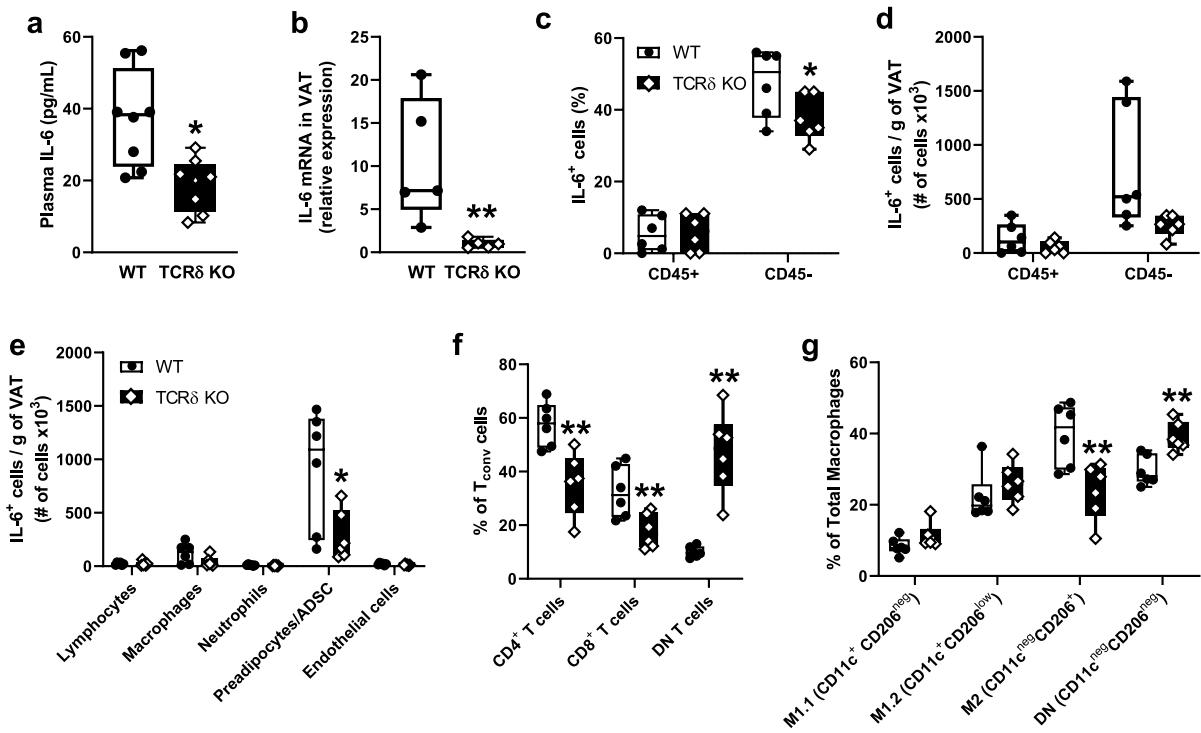 a
Plasma IL-6 (pg/mL)
60
40
20
0
*
WT
TCRδ KO
b
IL-6 mRNA in VAT
(relative expression)
25
20
15
10
5
0
**
WT
TCRδ KO
c
IL-6⁺ cells (%)
60
40
20
0
WT
TCRδ KO
*
CD45+
CD45-
d
IL-6⁺ cells / g of VAT
(# of cells x10³)
2000
1500
1000
500
0
CD45+
CD45-
e
IL-6⁺ cells / g of VAT
(# of cells x10³)
2000
1500
1000
500
0
WT
TCRδ KO
*
Lymphocytes
Macrophages
Neutrophils
Preadipocytes/ADSC
Endothelial cells
f
% of Tconv cells
80
60
40
20
0
**
**
**
CD4⁺ T cells
CD8⁺ T cells
DN T cells
g
% of Total Macrophages
60
40
20
0
**
**
M1.1 (CD11c⁺ CD206ⁿᵉᵍ)
M1.2 (CD11c⁺ CD206ˡᵒʷ)
M2 (CD11cⁿᵉᵍCD206⁺)
DN (CD11cⁿᵉᵍCD206ⁿᵉᵍ)